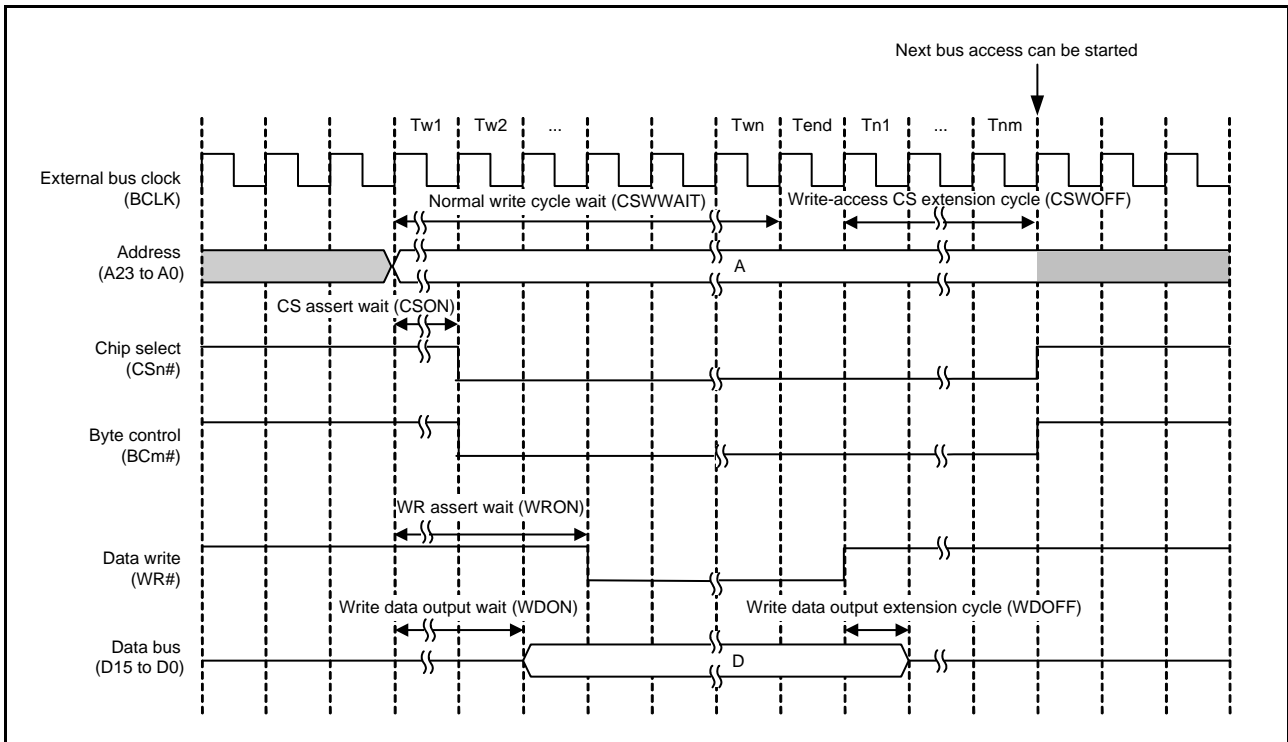 Next bus access can be started
Tw1 Tw2 ... Twn Tend Tn1 ... Tnm
External bus clock
(BCLK)
Normal write cycle wait (CSWWAIT)
Write-access CS extension cycle (CSWOFF)
Address
(A23 to A0)
A
CS assert wait (CSON)
Chip select
(CSn#)
Byte control
(BCm#)
WR assert wait (WRON)
Data write
(WR#)
Write data output wait (WDON)
Write data output extension cycle (WDOFF)
Data bus
(D15 to D0)
D